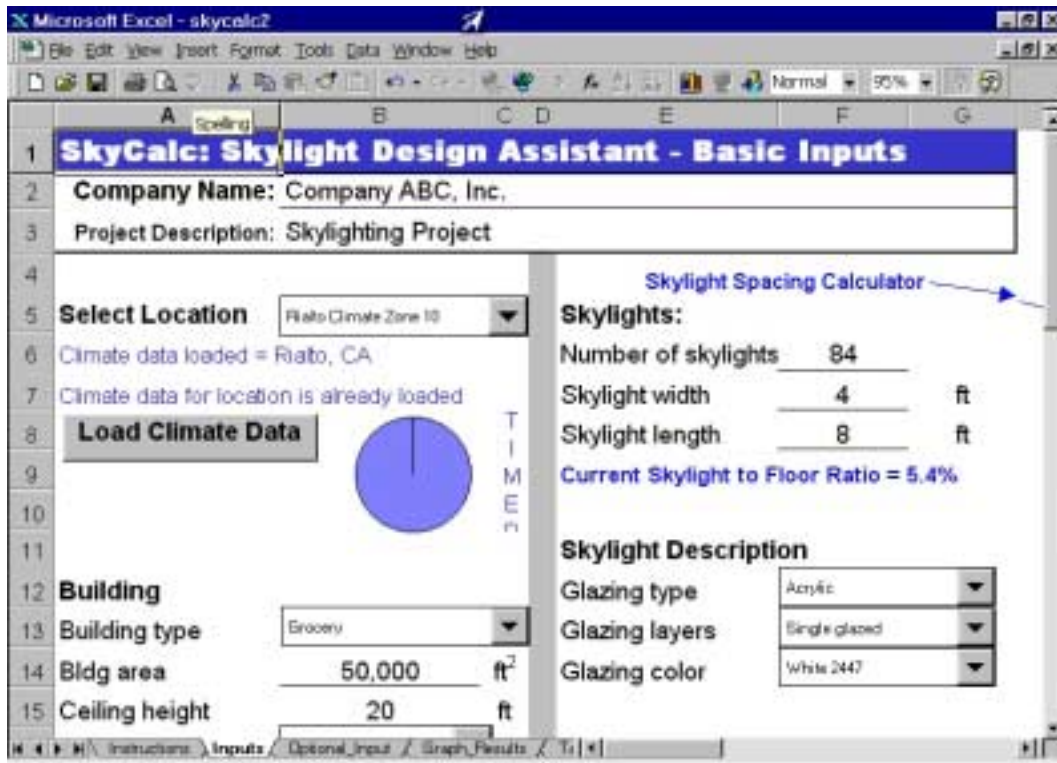 Microsoft Excel - skycalc2
File Edit View Insert Format Tools Data Window Help
Normal 95%
A B C D E F G
Spelling
1 SkyCalc: Skylight Design Assistant - Basic Inputs
2 Company Name: Company ABC, Inc.
3 Project Description: Skylighting Project
4 Skylight Spacing Calculator
5 Select Location Rialto Climate Zone 10 Skylights:
6 Climate data loaded = Rialto, CA Number of skylights 84
7 Climate data for location is already loaded Skylight width 4 ft
8 Load Climate Data Skylight length 8 ft
9 Current Skylight to Floor Ratio = 5.4%
T
I
M
E
10
11 Skylight Description
12 Building Glazing type Acrylic
13 Building type Grocery Glazing layers Single glazed
14 Bldg area 50,000 ft² Glazing color White 2447
15 Ceiling height 20 ft
Instructions Inputs Optional_Input Graph_Results